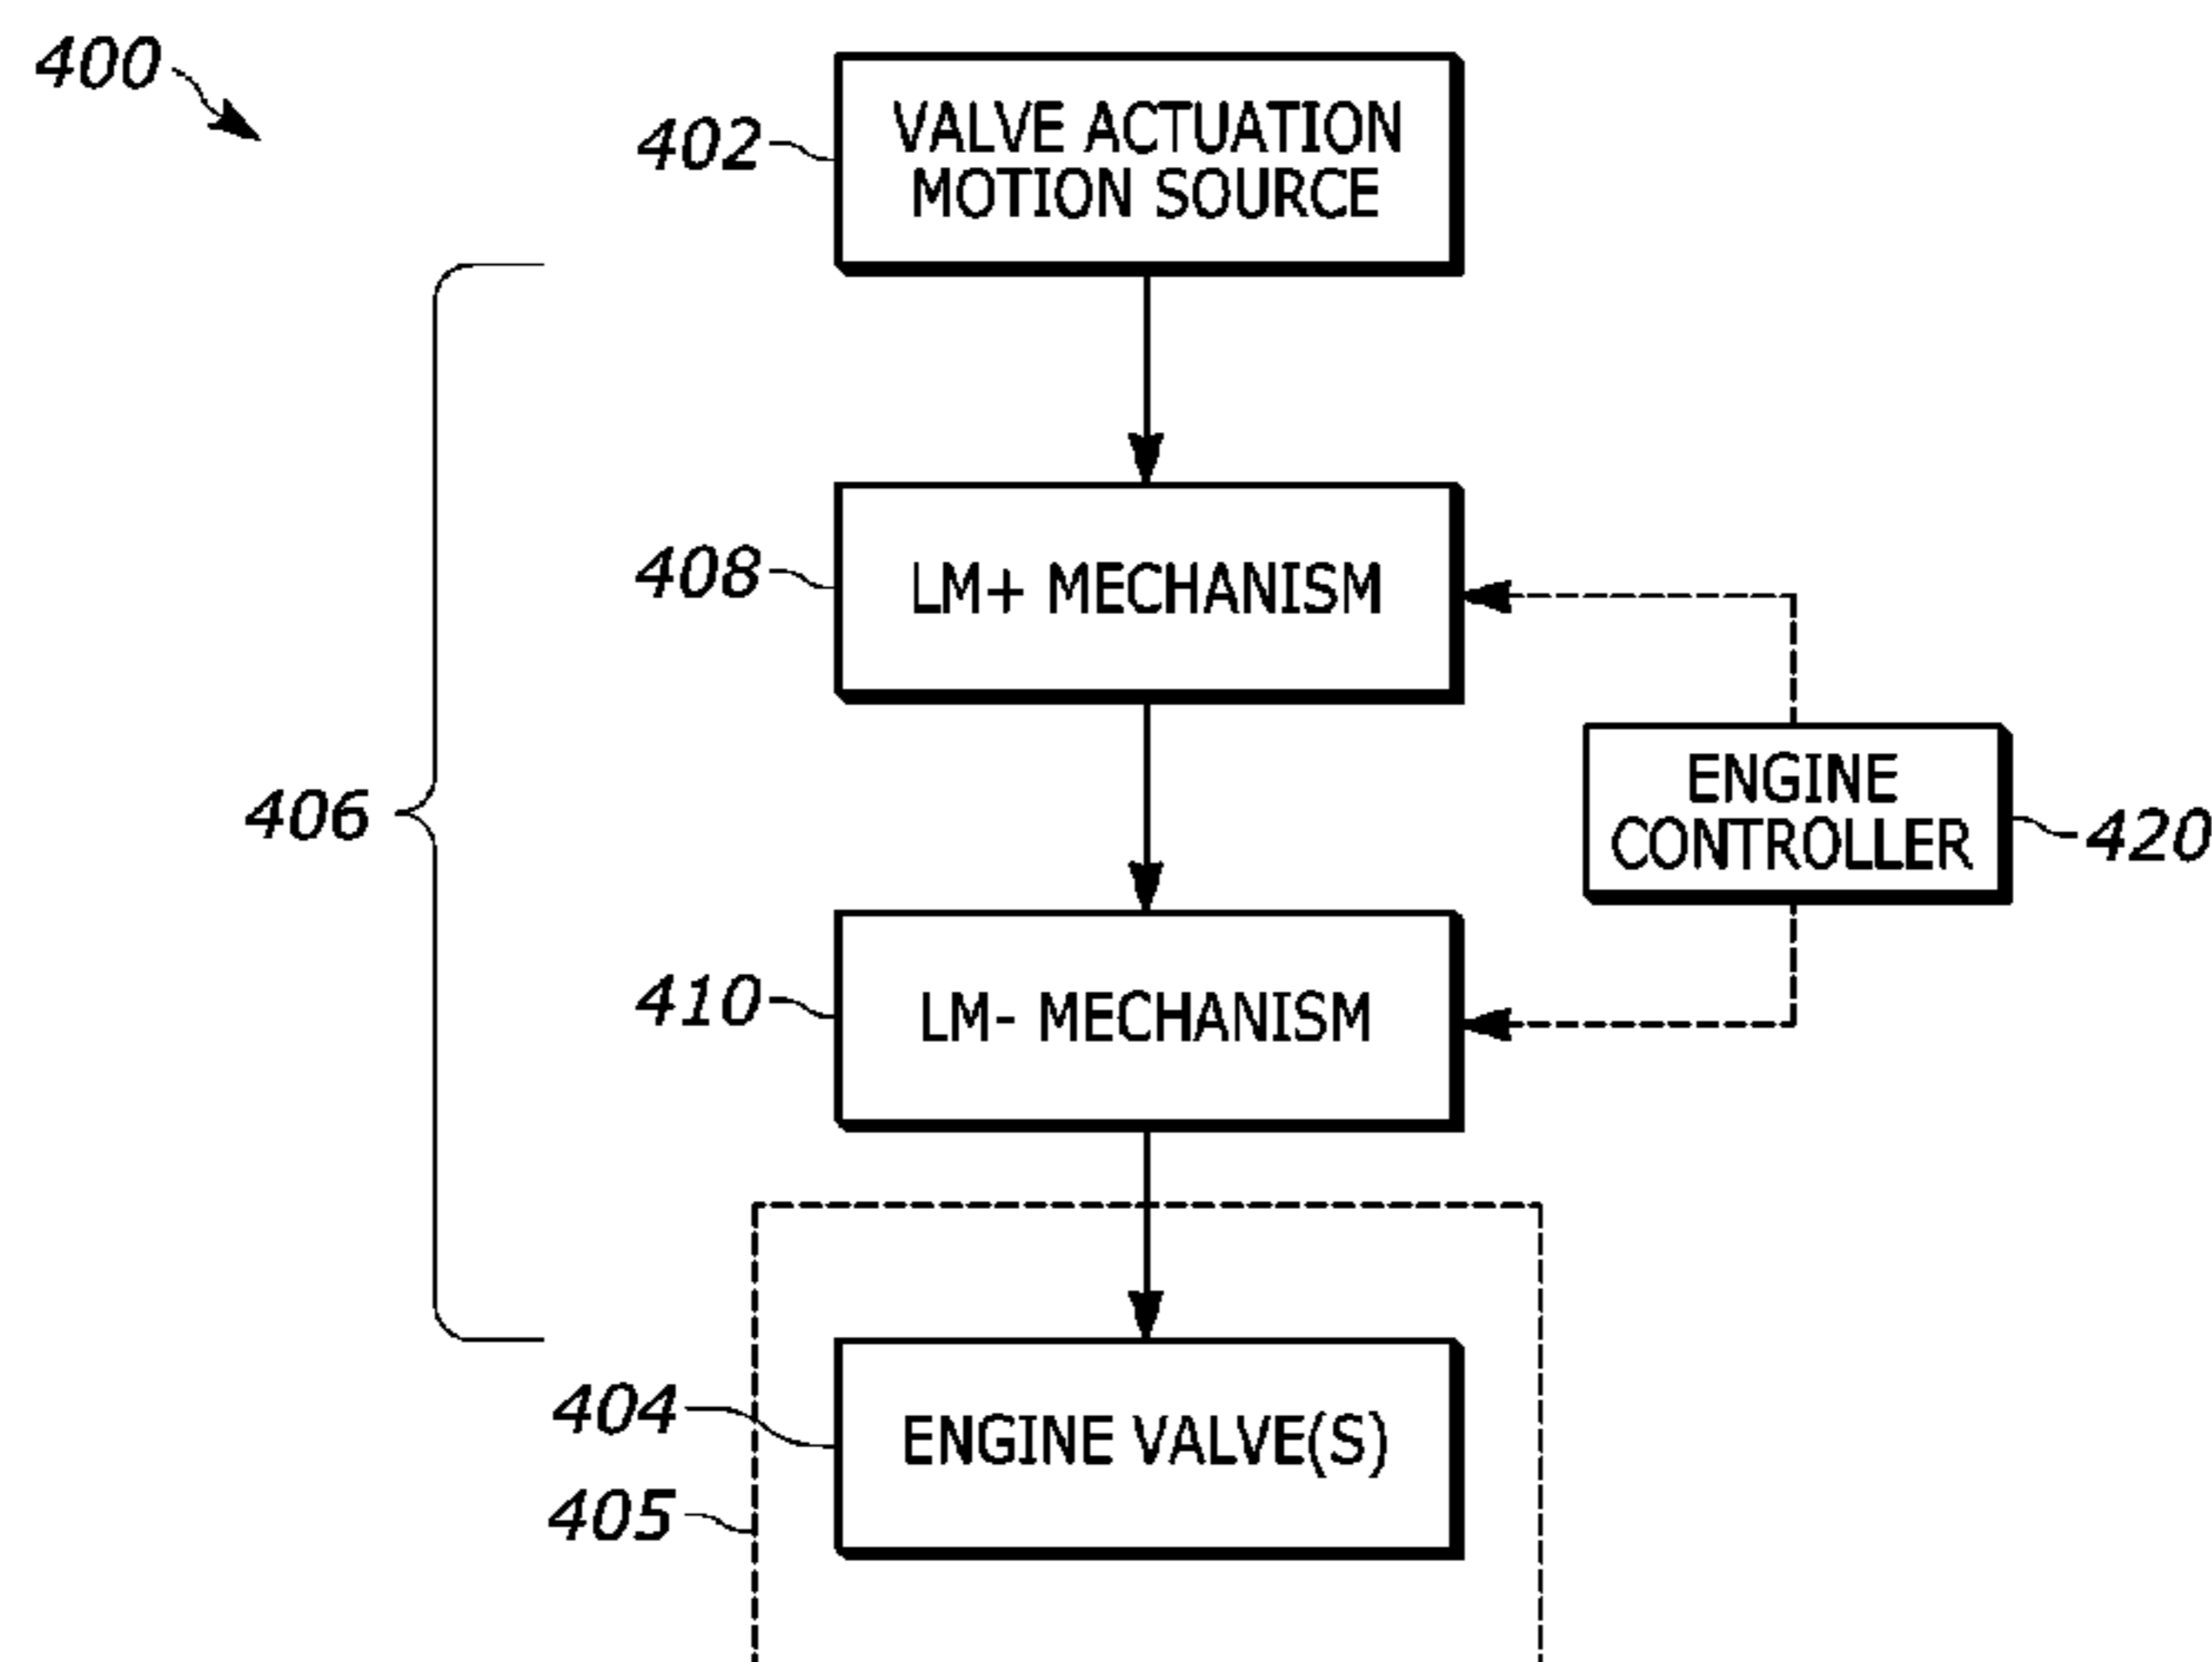 400
402
VALVE ACTUATION
MOTION SOURCE
408
LM+ MECHANISM
406
ENGINE
CONTROLLER
420
410
LM- MECHANISM
404
ENGINE VALVE(S)
405